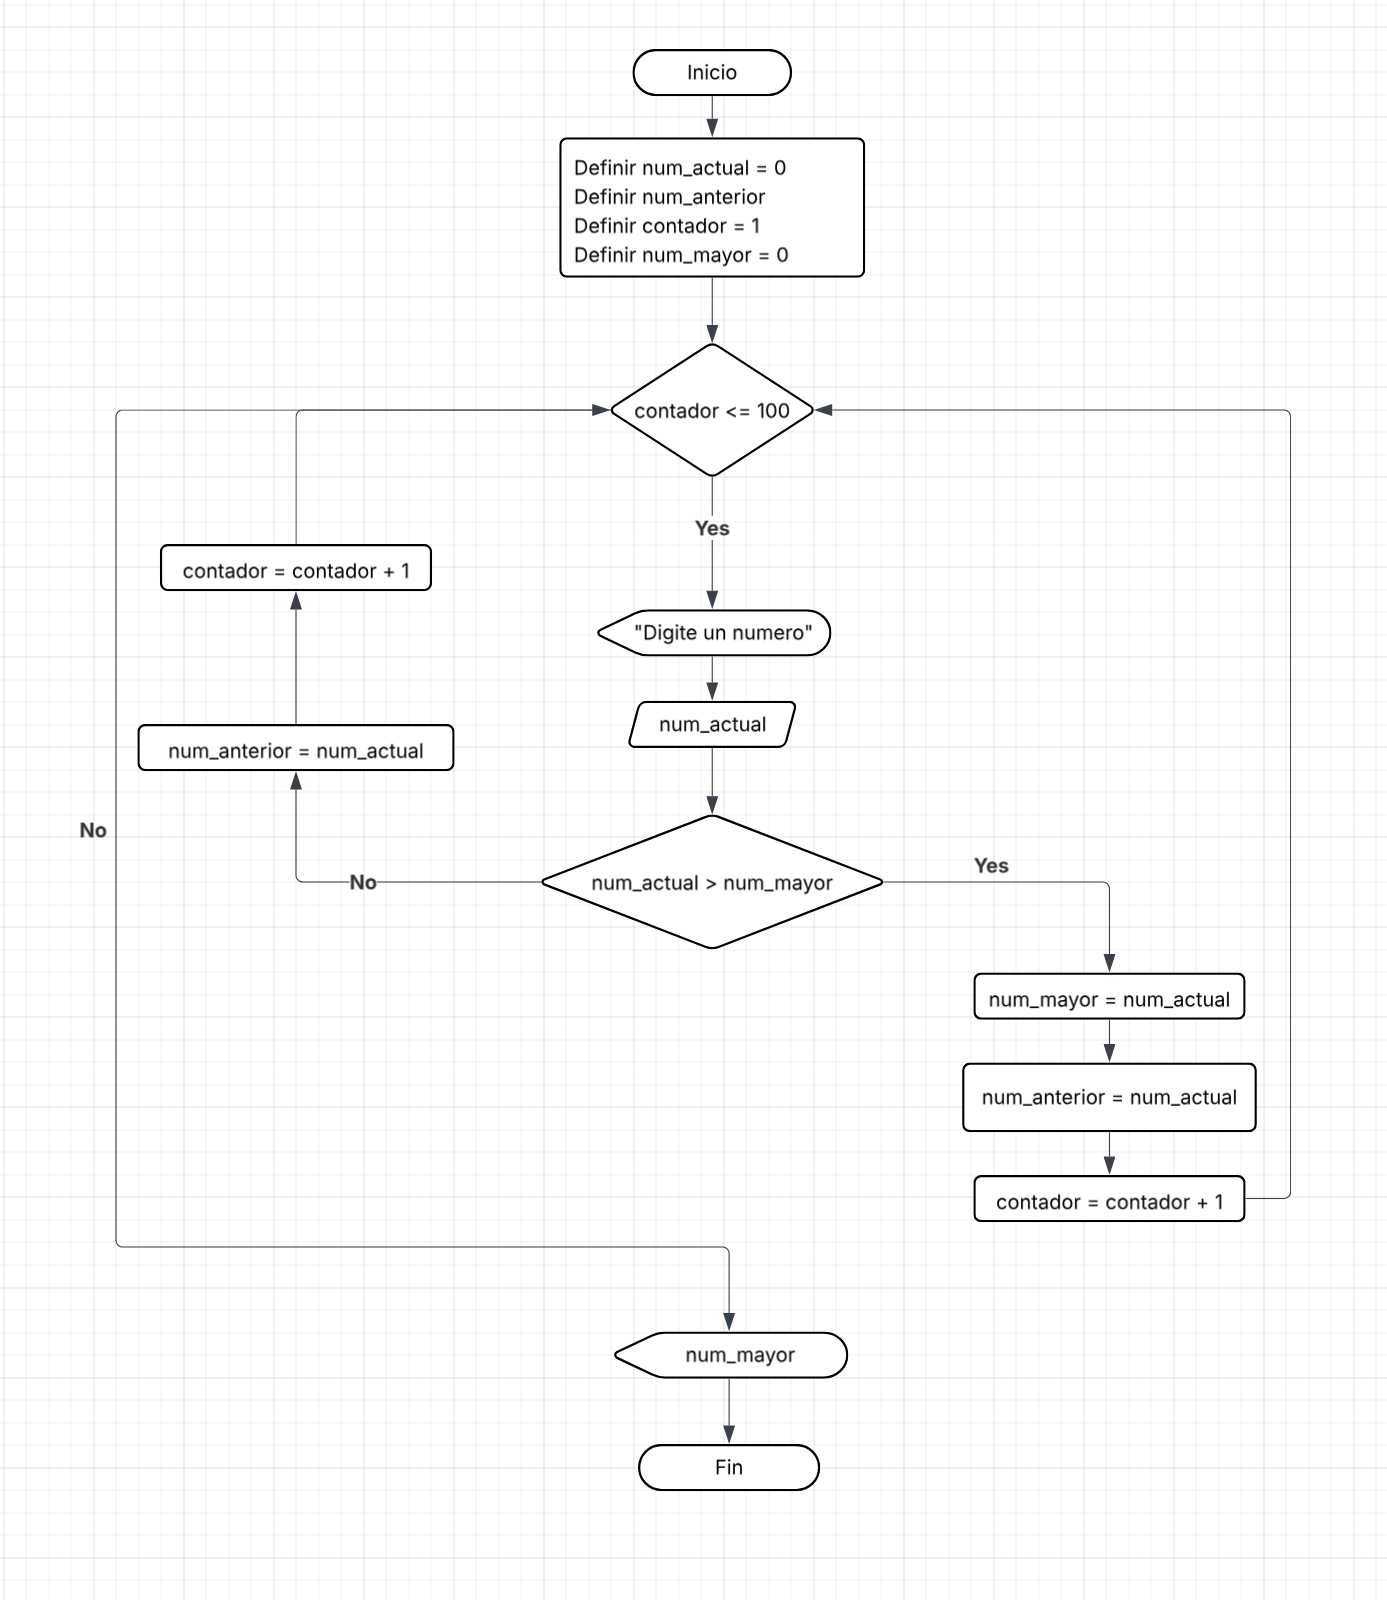 Inicio
Definir num_actual = 0
Definir num_anterior
Definir contador = 1
Definir num_mayor = 0
contador <= 100
Yes
contador = contador + 1
"Digite un numero"
num_actual
num_anterior = num_actual
No
No
num_actual > num_mayor
Yes
num_mayor = num_actual
num_anterior = num_actual
contador = contador + 1
num_mayor
Fin